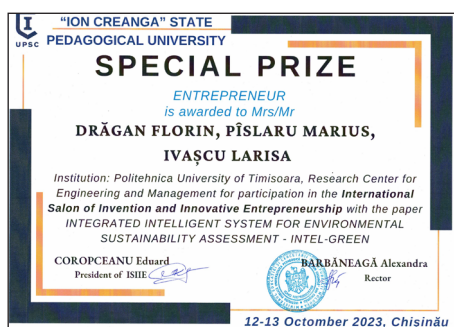 UPSC
"ION CREANGA" STATE
PEDAGOGICAL UNIVERSITY
SPECIAL PRIZE
ENTREPRENEUR
is awarded to Mrs/Mr
DRĂGAN FLORIN, PÎSLARU MARIUS,
IVAȘCU LARISA
Institution: Politehnica University of Timisoara, Research Center for
Engineering and Management for participation in the International
Salon of Invention and Innovative Entrepreneurship with the paper
INTEGRATED INTELLIGENT SYSTEM FOR ENVIRONMENTAL
SUSTAINABILITY ASSESSMENT - INTEL-GREEN
COROPCEANU Eduard
President of ISIIE
BARBĂNEAGĂ Alexandra
Rector
12-13 Octomber 2023, Chisinău